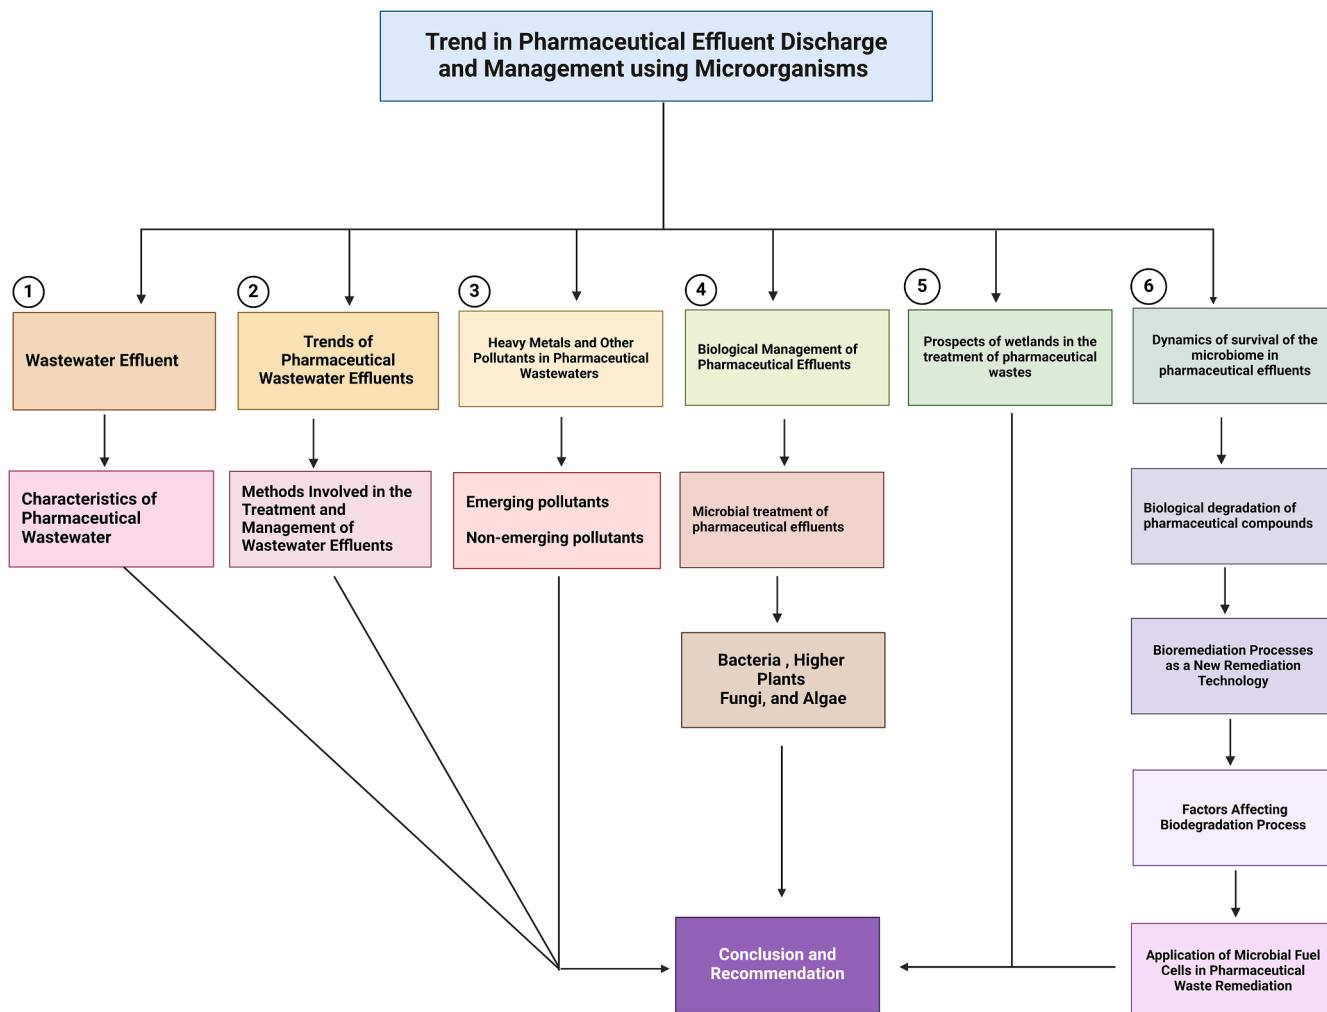 Trend in Pharmaceutical Effluent Discharge
and Management using Microorganisms
1
Wastewater Effluent
2
Trends of
Pharmaceutical
Wastewater Effluents
3
Heavy Metals and Other
Pollutants in Pharmaceutical
Wastewaters
4
Biological Management of
Pharmaceutical Effluents
5
Prospects of wetlands in the
treatment of pharmaceutical
wastes
6
Dynamics of survival of the
microbiome in
pharmaceutical effluents
Characteristics of
Pharmaceutical
Wastewater
Methods Involved in the
Treatment and
Management of
Wastewater Effluents
Emerging pollutants
Non-emerging pollutants
Microbial treatment of
pharmaceutical effluents
Biological degradation of
pharmaceutical compounds
Bacteria , Higher
Plants
Fungi, and Algae
Bioremediation Processes
as a New Remediation
Technology
Factors Affecting
Biodegradation Process
Conclusion and
Recommendation
Application of Microbial Fuel
Cells in Pharmaceutical
Waste Remediation